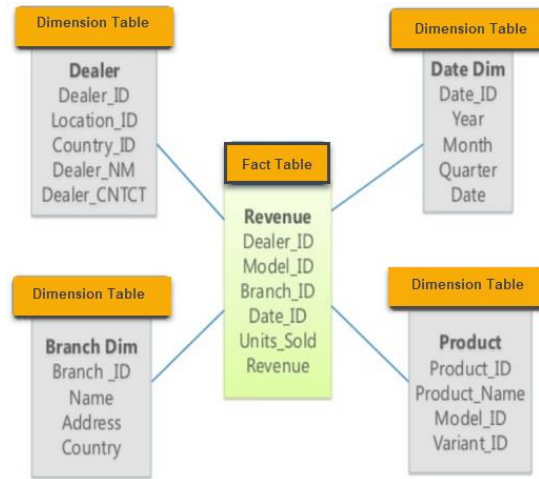 Dimension Table
Dealer
Dealer_ID
Location_ID
Country_ID
Dealer_NM
Dealer_CNTCT
Dimension Table
Date Dim
Date_ID
Year
Month
Quarter
Date
Fact Table
Revenue
Dealer_ID
Model_ID
Branch_ID
Date_ID
Units_Sold
Revenue
Dimension Table
Branch Dim
Branch _ID
Name
Address
Country
Dimension Table
Product
Product_ID
Product_Name
Model_ID
Variant_ID